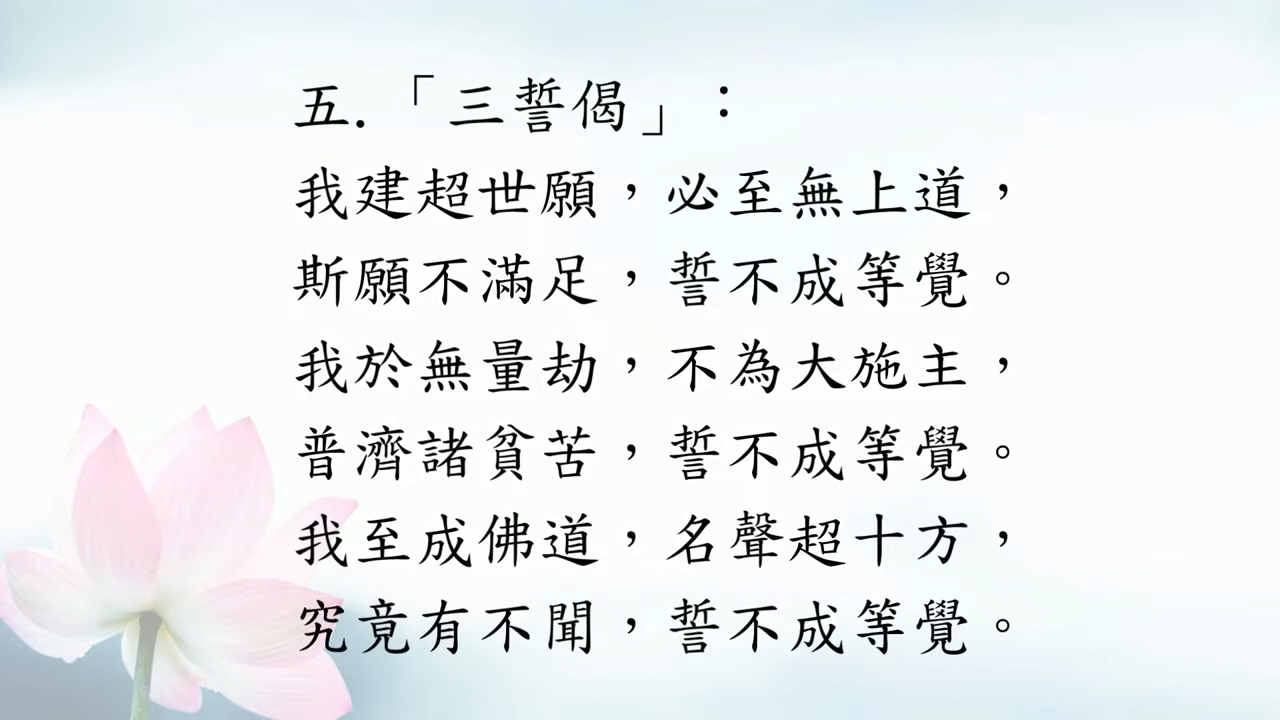 五.「三誓偈」：
我建超世願，必至無上道，
斯願不滿足，誓不成等覺。
我於無量劫，不為大施主，
普濟諸貧苦，誓不成等覺。
我至成佛道，名聲超十方，
究竟有不聞，誓不成等覺。